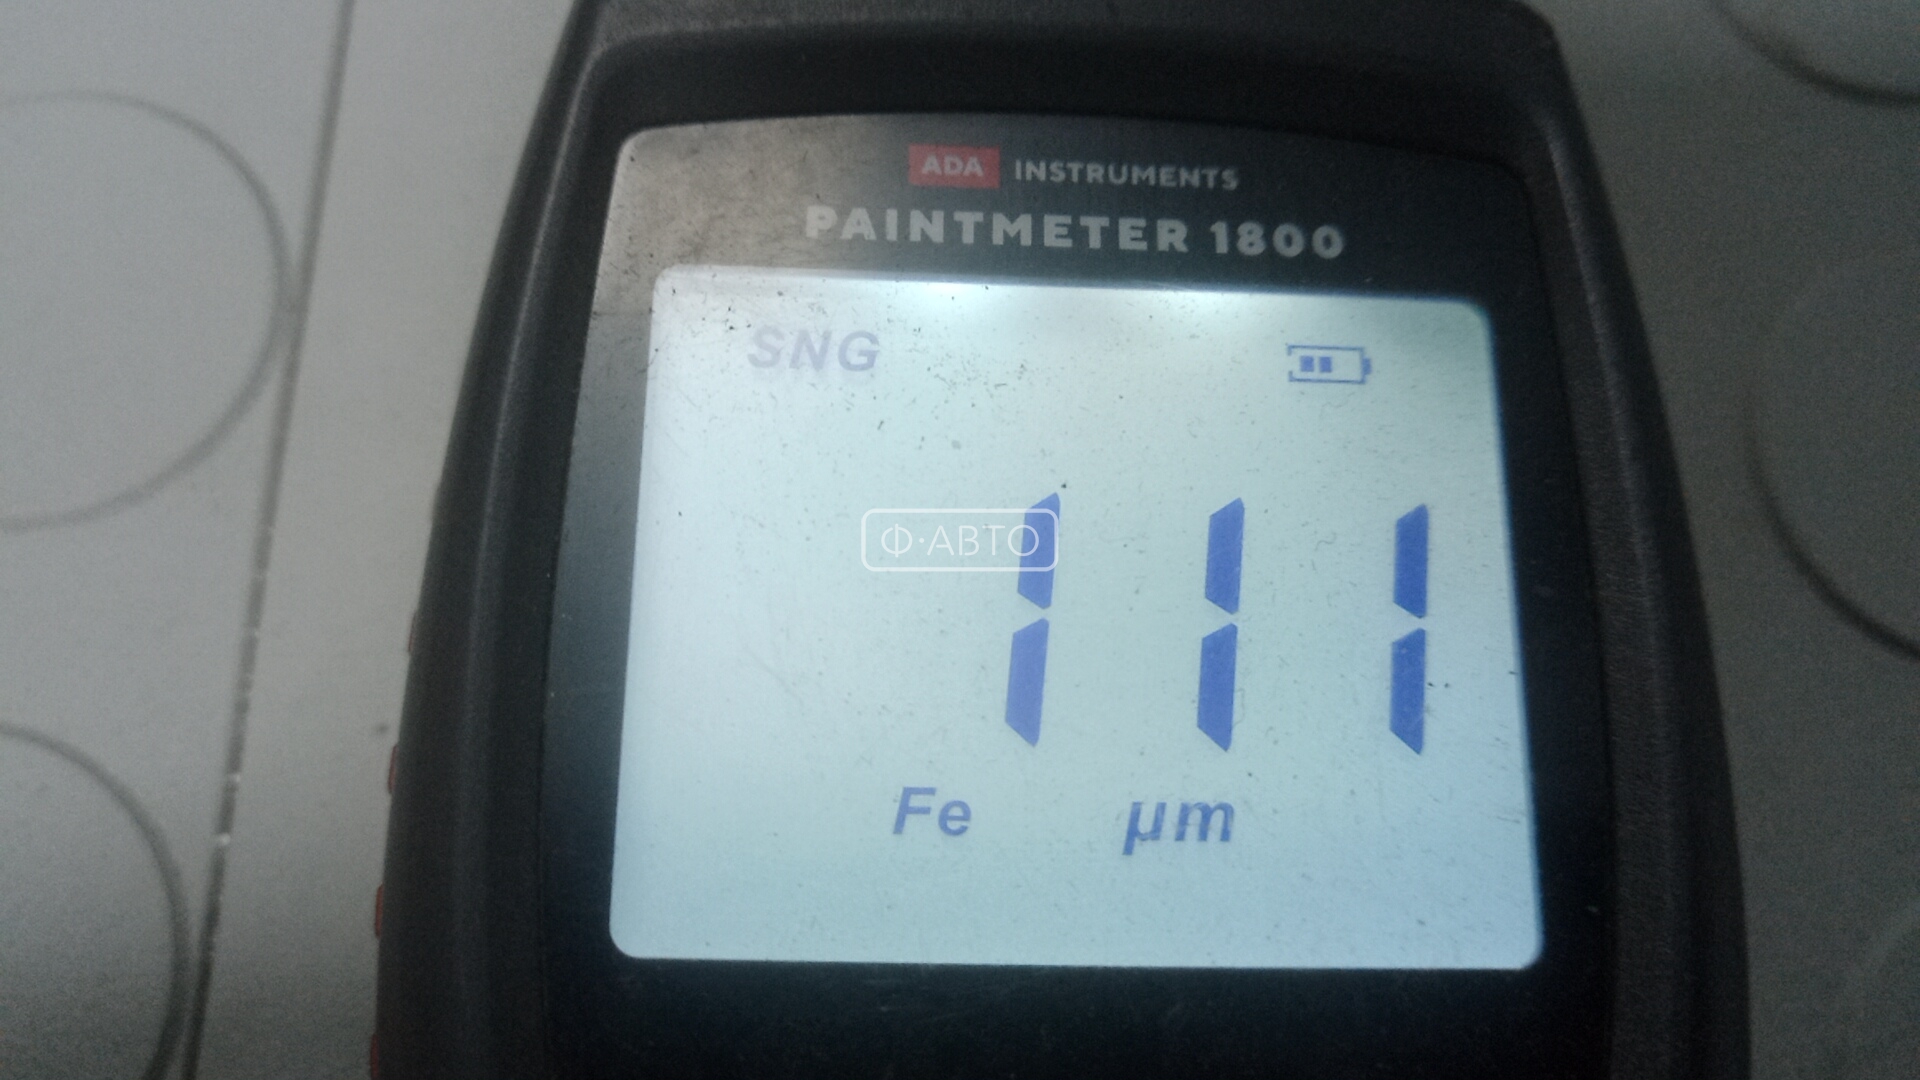 ADA INSTRUMENTS
PAINTMETER 1800
SNG
Ф·АВТО
111
Fe µm